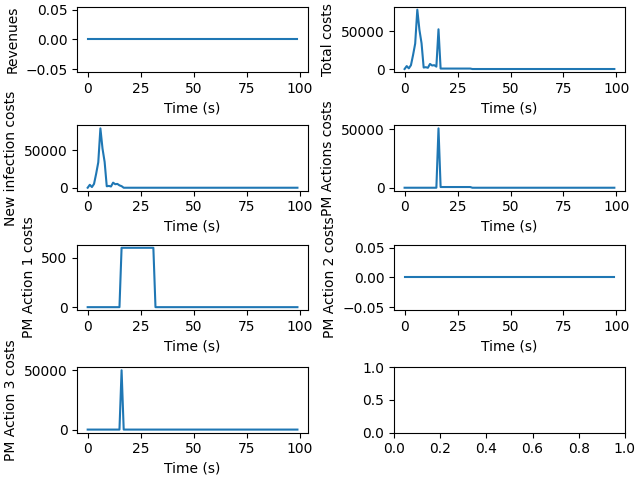 Revenues
0.05
0.00
−0.05
0 25 50 75 100
Time (s)
Total costs
50000
0
0 25 50 75 100
Time (s)
New infection costs
50000
0
0 25 50 75 100
Time (s)
PM Actions costs
50000
0
0 25 50 75 100
Time (s)
PM Action 1 costs
500
0
0 25 50 75 100
Time (s)
PM Action 2 costs
0.05
0.00
−0.05
0 25 50 75 100
Time (s)
PM Action 3 costs
50000
0
0 25 50 75 100
Time (s)
1.0
0.5
0.0
0.0 0.2 0.4 0.6 0.8 1.0